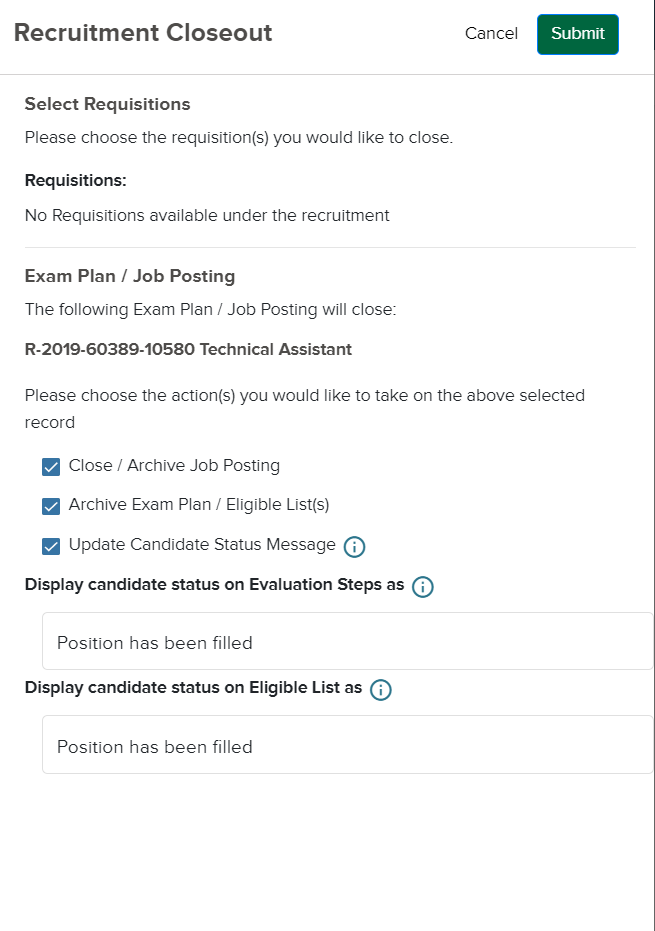 Recruitment Closeout
Cancel
Submit
Select Requisitions
Please choose the requisition(s) you would like to close.
Requisitions:
No Requisitions available under the recruitment
Exam Plan / Job Posting
The following Exam Plan / Job Posting will close:
R-2019-60389-10580 Technical Assistant
Please choose the action(s) you would like to take on the above selected
record
Close / Archive Job Posting
Archive Exam Plan / Eligible List(s)
Update Candidate Status Message
Display candidate status on Evaluation Steps as
Position has been filled
Display candidate status on Eligible List as
Position has been filled